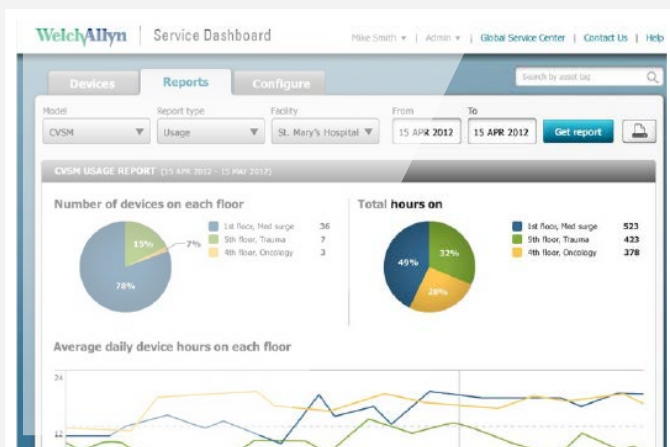 WelchAllyn Service Dashboard Mike Smith Admin Global Service Center | Contact Us | Help
Devices Reports Configure Search by asset tag
Model Report type Facility From To
CVSM Usage St. Mary's Hospital 15 APR 2012 15 APR 2012 Get report
CVSM USAGE REPORT (15 APR 2012 - 15 MAY 2012)
Number of devices on each floor Total hours on
1st floor, Med surge 36 1st floor, Med surge 523
5th floor, Trauma 7 5th floor, Trauma 423
4th floor, Oncology 3 4th floor, Oncology 378
15% 7% 78% 49% 32% 28%
Average daily device hours on each floor
24
12